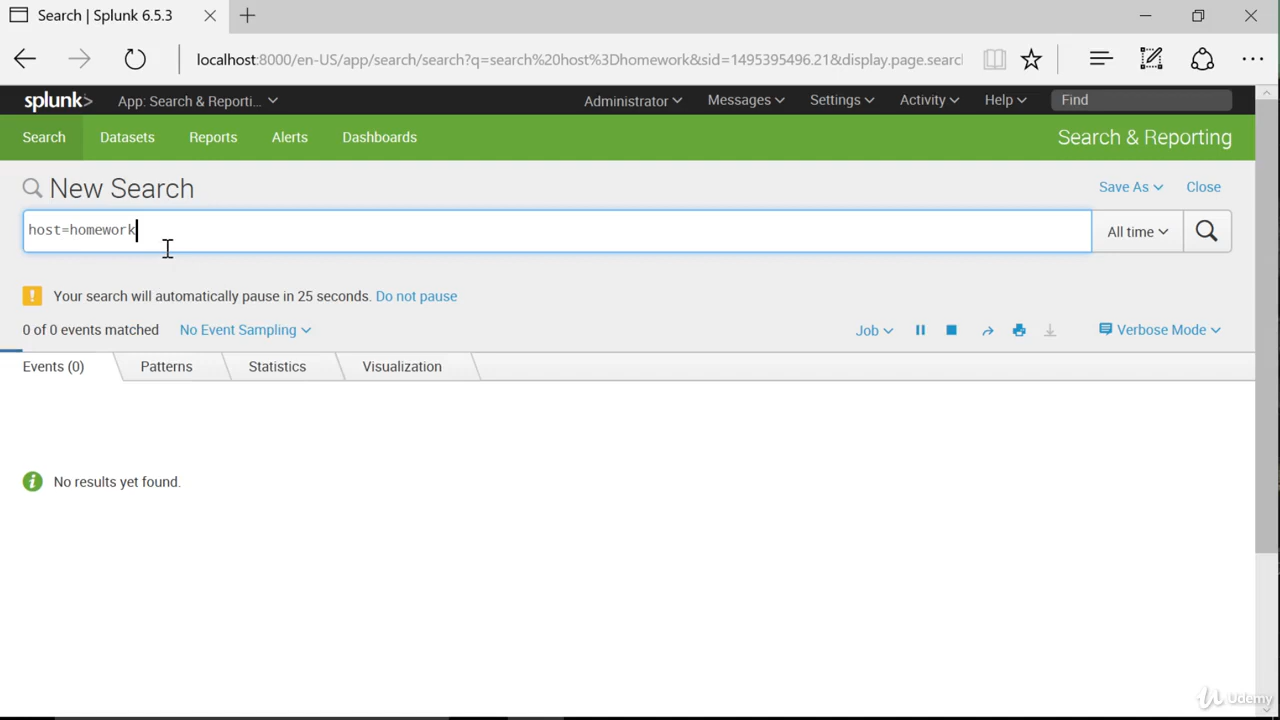 Search | Splunk 6.5.3
localhost:8000/en-US/app/search/search?q=search%20host%3Dhomework&sid=1495395496.21&display.page.searc
splunk> App: Search & Reporti... Administrator Messages Settings Activity Help Find
Search Datasets Reports Alerts Dashboards Search & Reporting
New Search Save As Close
host=homework All time
Your search will automatically pause in 25 seconds. Do not pause
0 of 0 events matched No Event Sampling Job Verbose Mode
Events (0) Patterns Statistics Visualization
No results yet found.
Udemy